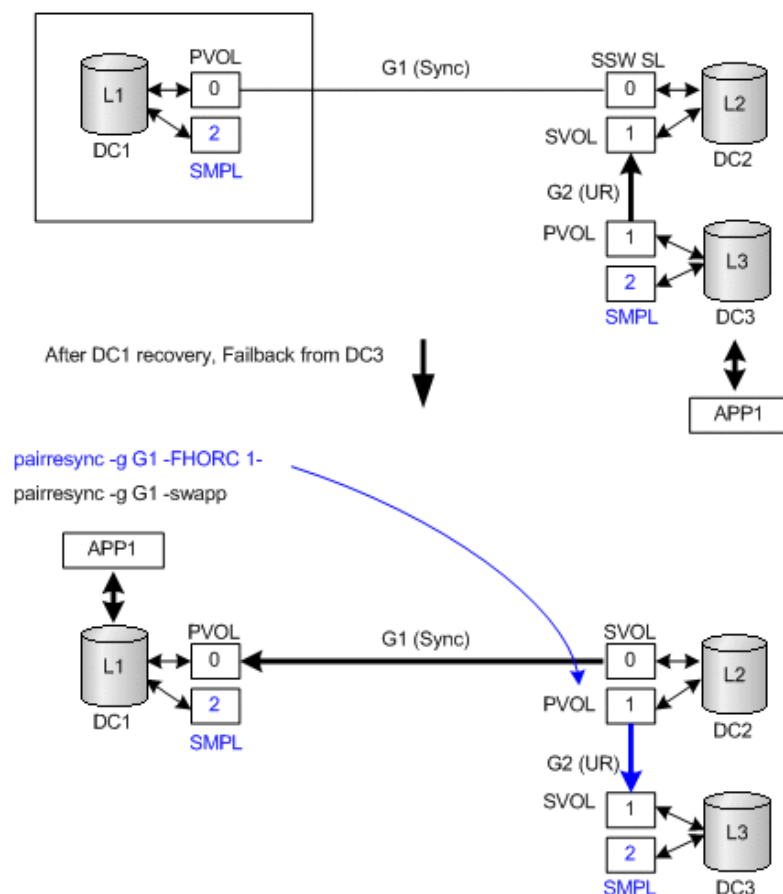 PVOL
G1 (Sync)
SSW SL
L1
0
0
L2
2
SVOL
1
DC1
SMPL
DC2
G2 (UR)
PVOL
1
L3
2
SMPL
DC3
After DC1 recovery, Failback from DC3
APP1
pairresync -g G1 -FHORC 1-
pairresync -g G1 -swapp
APP1
PVOL
G1 (Sync)
SVOL
L1
0
0
L2
2
PVOL
1
DC1
SMPL
DC2
G2 (UR)
SVOL
1
L3
2
SMPL
DC3